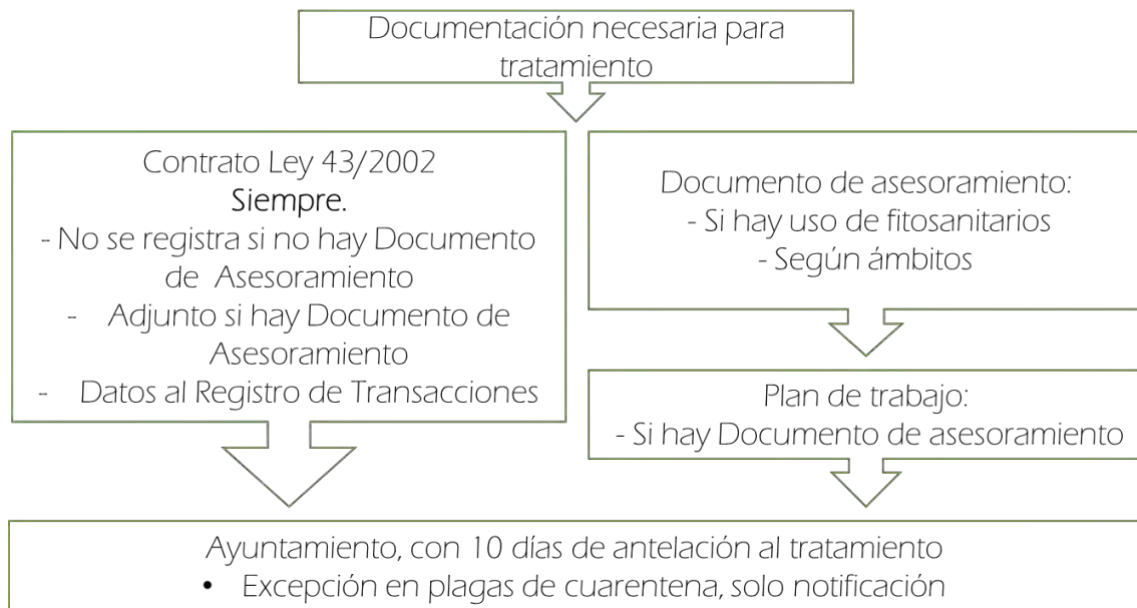 Documentación necesaria para
tratamiento
Contrato Ley 43/2002
Siempre.
- No se registra si no hay Documento
de Asesoramiento
- Adjunto si hay Documento de
Asesoramiento
- Datos al Registro de Transacciones
Documento de asesoramiento:
- Si hay uso de fitosanitarios
- Según ámbitos
Plan de trabajo:
- Si hay Documento de asesoramiento
Ayuntamiento, con 10 días de antelación al tratamiento
• Excepción en plagas de cuarentena, solo notificación